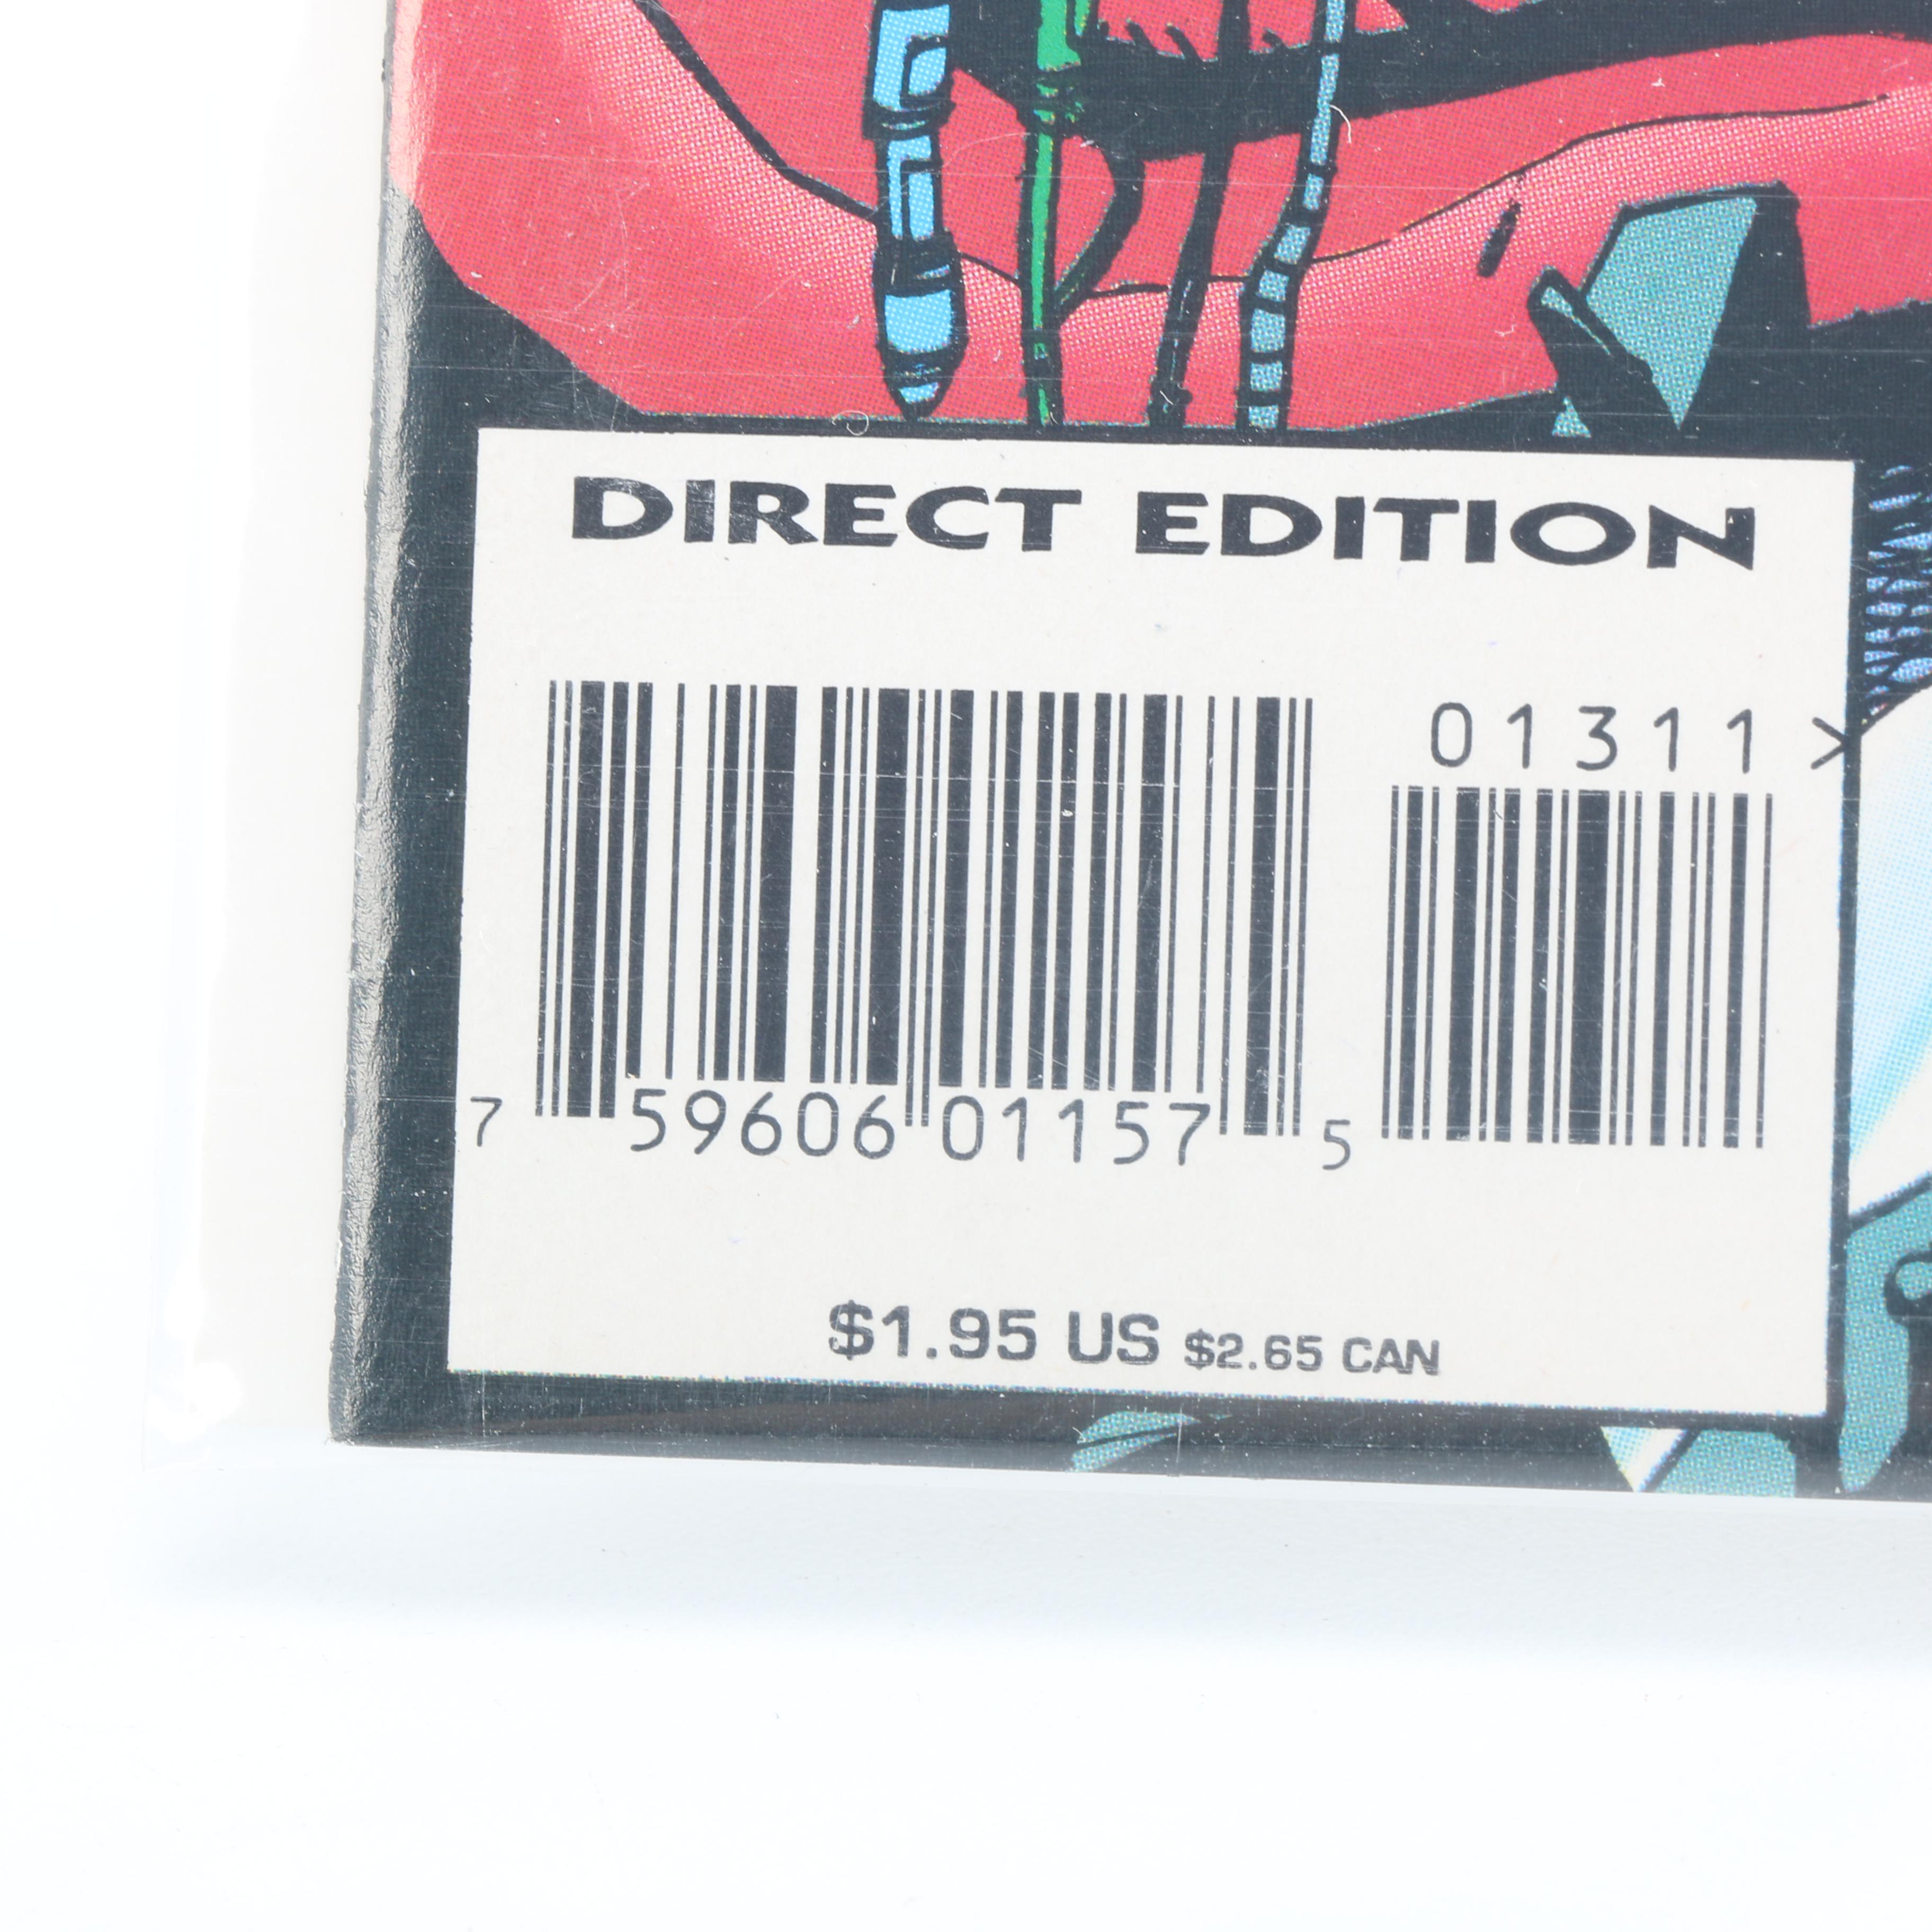 DIRECT EDITION
01311>
7 59606 01157 5
$1.95 US $2.65 CAN